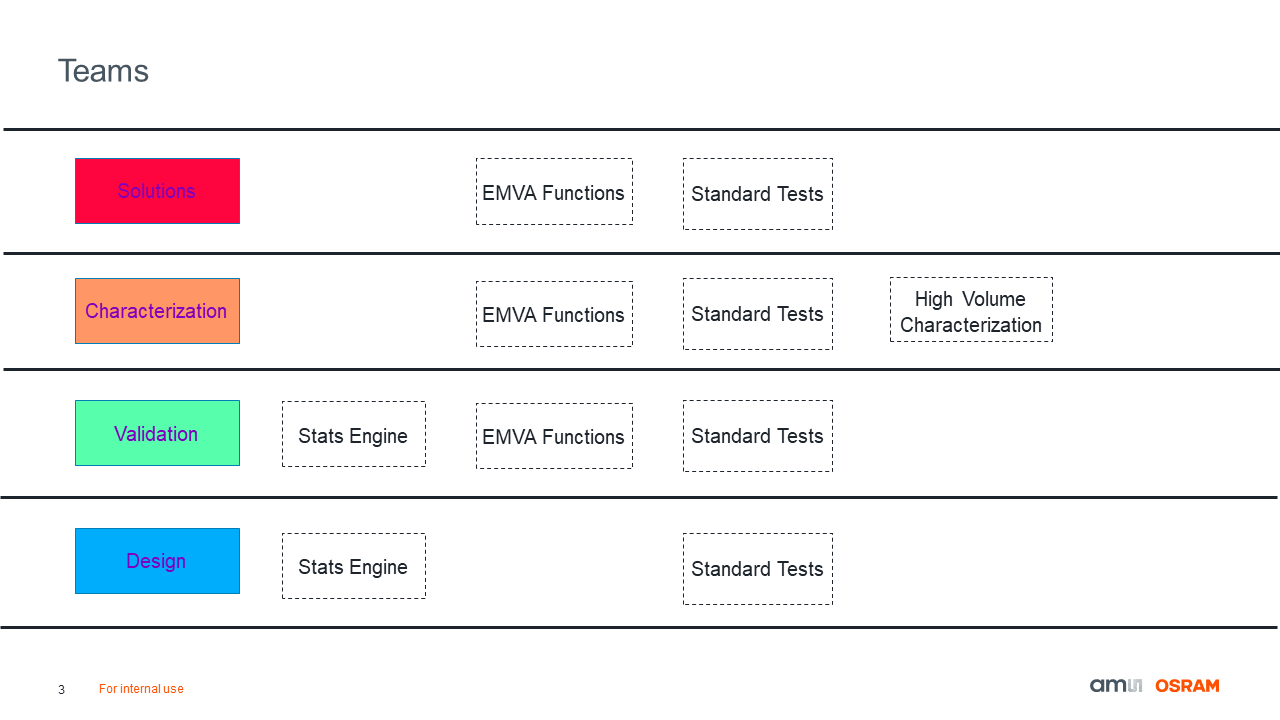 Teams
Solutions
EMVA Functions
Standard Tests
Characterization
EMVA Functions
Standard Tests
High Volume
Characterization
Validation
Stats Engine
EMVA Functions
Standard Tests
Design
Stats Engine
Standard Tests
3 For internal use
amu OSRAM